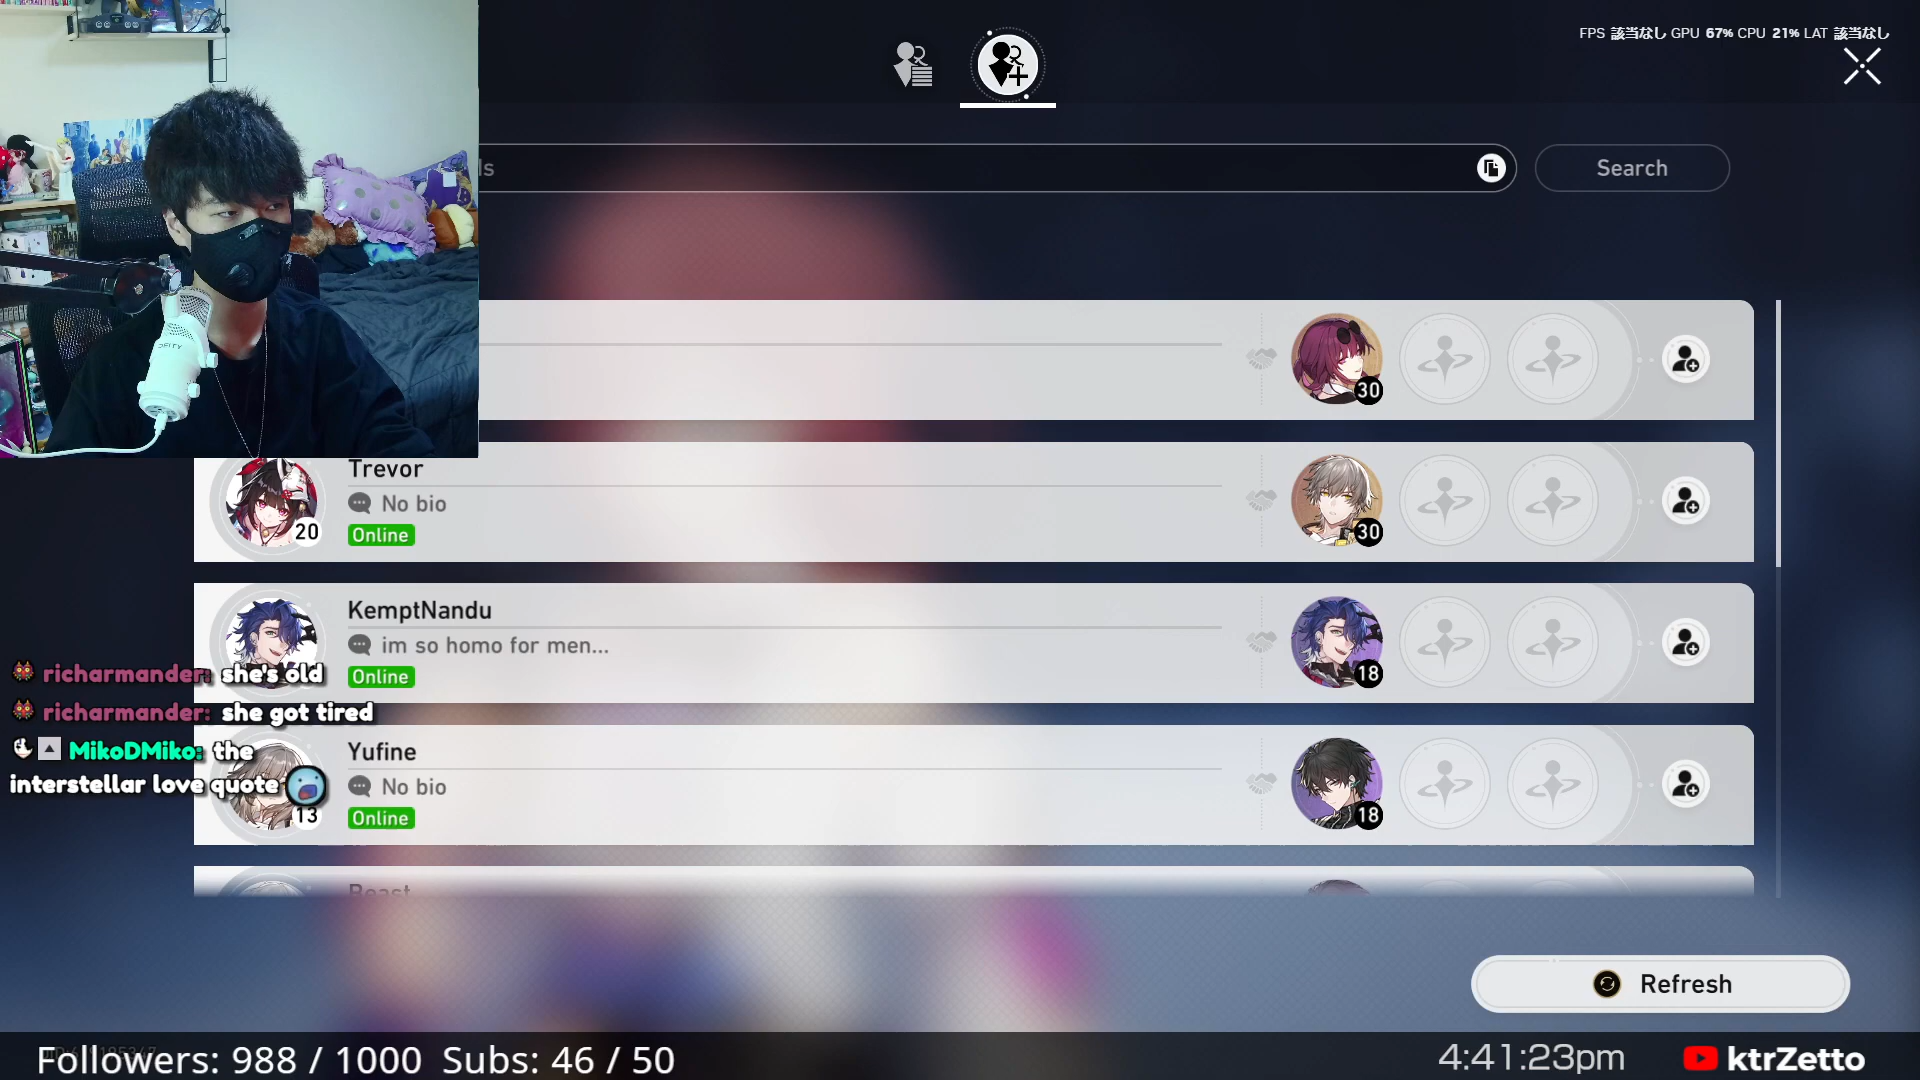 FPS 該当なし GPU 67% CPU 21% LAT 該当なし
ls
Search
DEITY
30
Trevor
No bio
Online
20
30
KemptNandu
im so homo for men...
Online
18
richarmander: she's old
richarmander: she got tired
MikoDMiko: the
interstellar love quote
Yufine
No bio
Online
13
18
Beast
Refresh
Followers: 988 / 1000 Subs: 46 / 50
4:41:23pm
ktrZetto